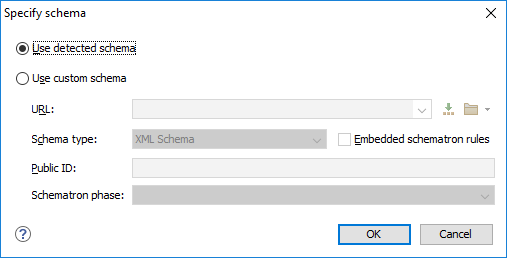 Specify schema
Use detected schema
Use custom schema
URL:
Schema type: XML Schema Embedded schematron rules
Public ID:
Schematron phase:
? OK Cancel